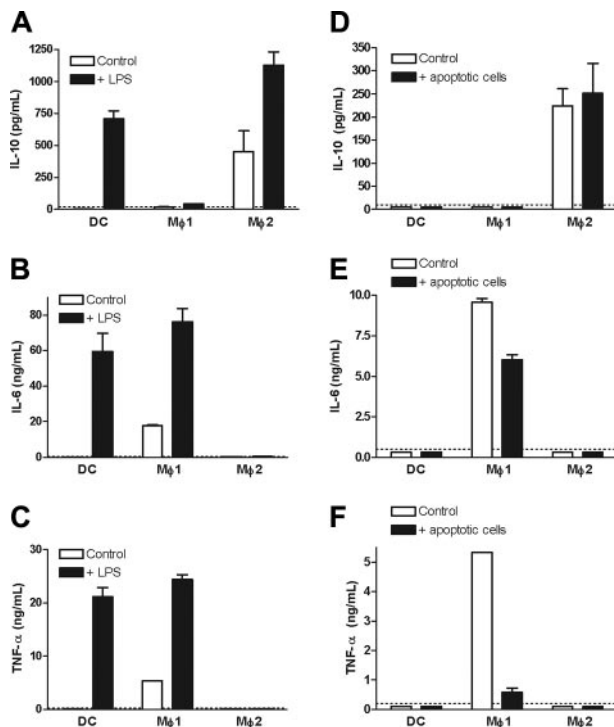 A
IL-10 (pg/mL)
1250
1000
750
500
250
0
Control
+ LPS
DC Mϕ1 Mϕ2
D
IL-10 (pg/mL)
350
300
250
200
150
100
50
0
Control
+ apoptotic cells
DC Mϕ1 Mϕ2
B
IL-6 (ng/mL)
80
60
40
20
0
Control
+ LPS
DC Mϕ1 Mϕ2
E
IL-6 (ng/mL)
10.0
7.5
5.0
2.5
0.0
Control
+ apoptotic cells
DC Mϕ1 Mϕ2
C
TNF-α (ng/mL)
30
20
10
0
Control
+ LPS
DC Mϕ1 Mϕ2
F
TNF-α (ng/mL)
5
4
3
2
1
0
Control
+ apoptotic cells
DC Mϕ1 Mϕ2